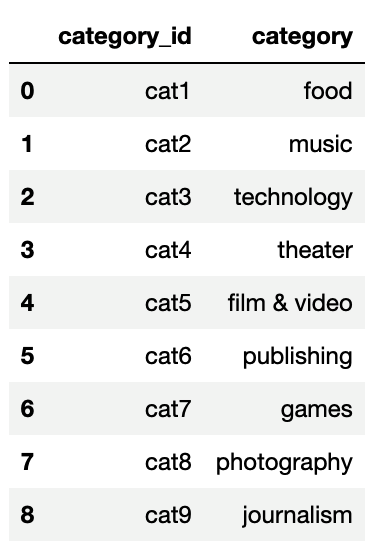 category_id category
0 cat1 food
1 cat2 music
2 cat3 technology
3 cat4 theater
4 cat5 film & video
5 cat6 publishing
6 cat7 games
7 cat8 photography
8 cat9 journalism